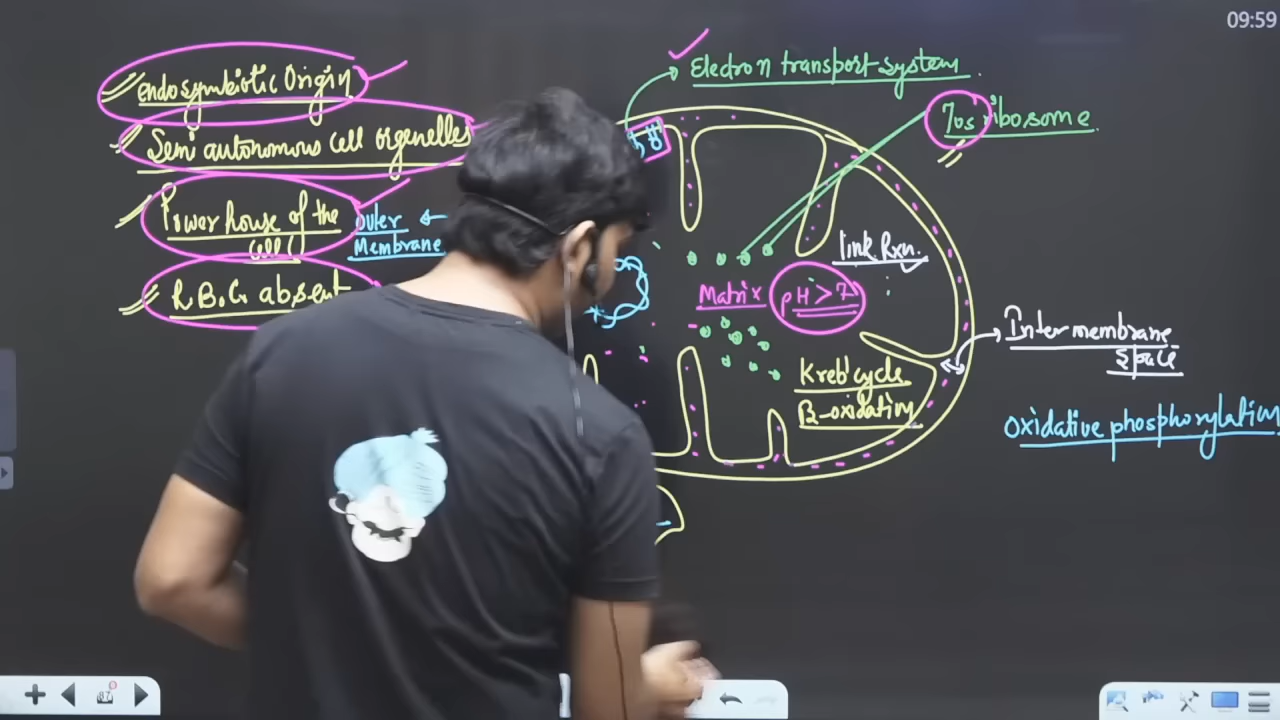 09:59
endosymbiotic Origin
Semi autonomous cell organelles
Power house of the
cell
R.B.C. absent
outer
Membrane
Electron transport system
70s ribosome
link Rxn.
Matrix pH > 7
Kreb'cycle
β-oxidation
Inter membrane
space
oxidative phosphorylation